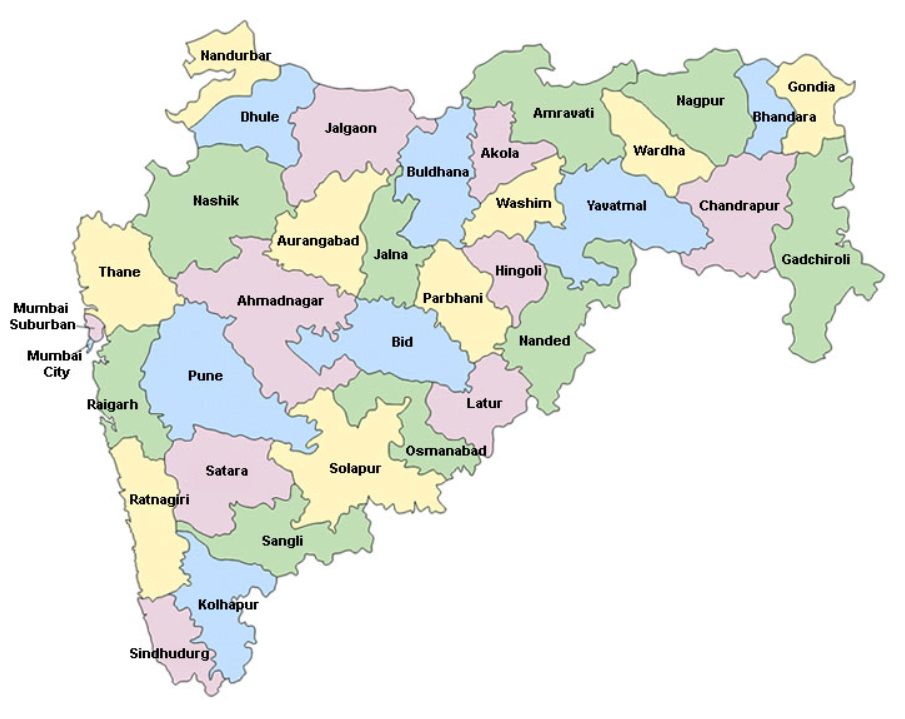 Nandurbar
Gondia
Nagpur
Dhule
Amravati
Bhandara
Jalgaon
Akola
Wardha
Buldhana
Nashik
Washim
Yavatmal
Chandrapur
Aurangabad
Jalna
Gadchiroli
Thane
Hingoli
Ahmadnagar
Parbhani
Mumbai
Suburban
Bid
Nanded
Mumbai
City
Pune
Raigarh
Latur
Osmanabad
Satara
Solapur
Ratnagiri
Sangli
Kolhapur
Sindhudurg